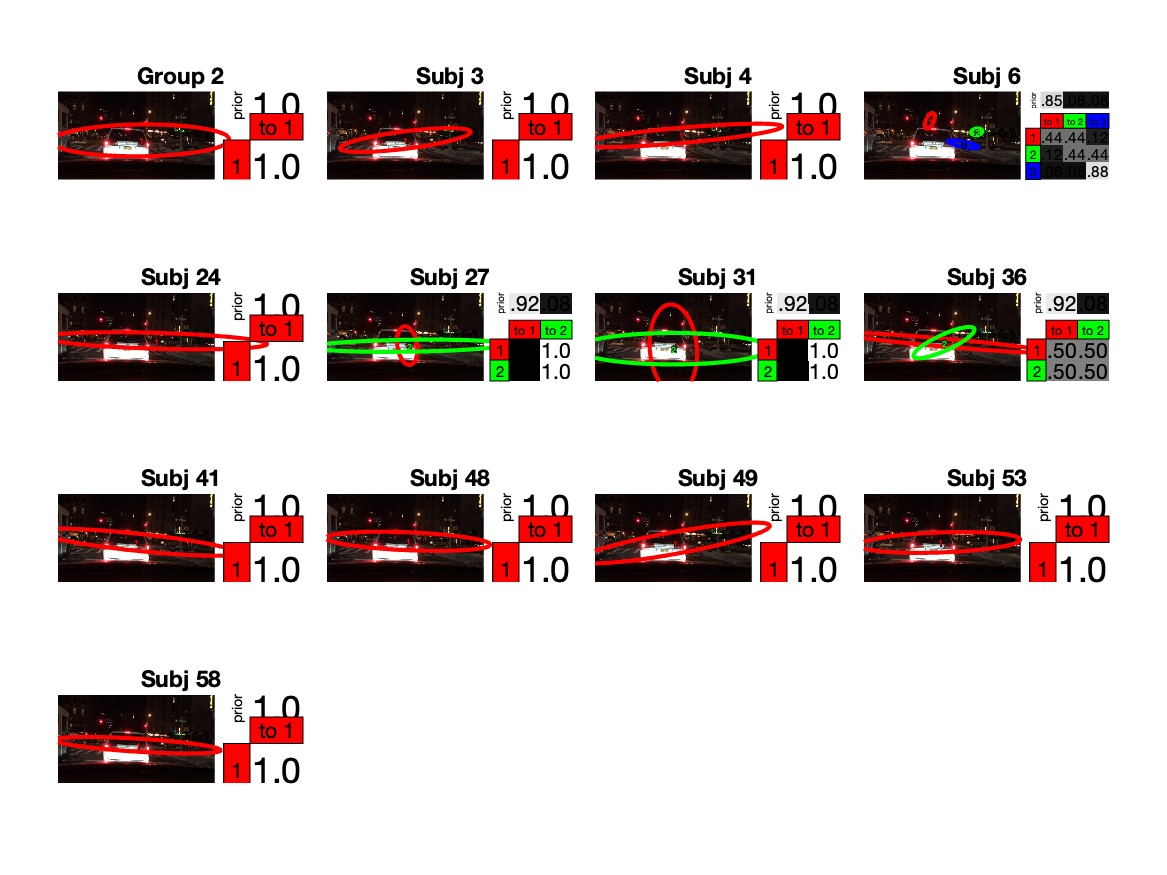 Group 2
prior 1.0
to 1
1 1.0
Subj 3
prior 1.0
to 1
1 1.0
Subj 4
prior 1.0
to 1
1 1.0
Subj 6
prior .85 .08 .08
to 1 to 2 to 3
1 .44 .44 .12
2 .12 .44 .44
3 .06 .06 .88
Subj 24
prior 1.0
to 1
1 1.0
Subj 27
prior .92 .08
to 1 to 2
1 1.0
2 1.0
Subj 31
prior .92 .08
to 1 to 2
1 1.0
2 1.0
Subj 36
prior .92 .08
to 1 to 2
1 .50 .50
2 .50 .50
Subj 41
prior 1.0
to 1
1 1.0
Subj 48
prior 1.0
to 1
1 1.0
Subj 49
prior 1.0
to 1
1 1.0
Subj 53
prior 1.0
to 1
1 1.0
Subj 58
prior 1.0
to 1
1 1.0